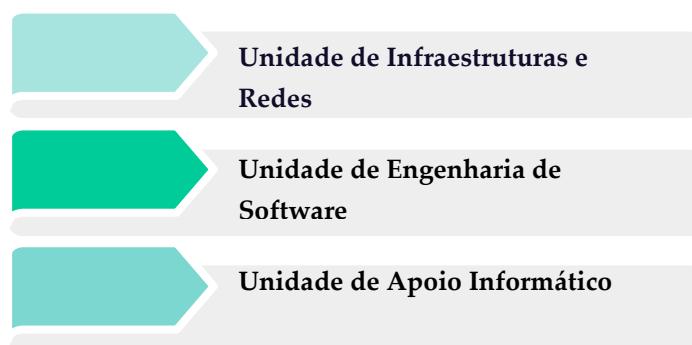 Unidade de Infraestruturas e
Redes
Unidade de Engenharia de
Software
Unidade de Apoio Informático